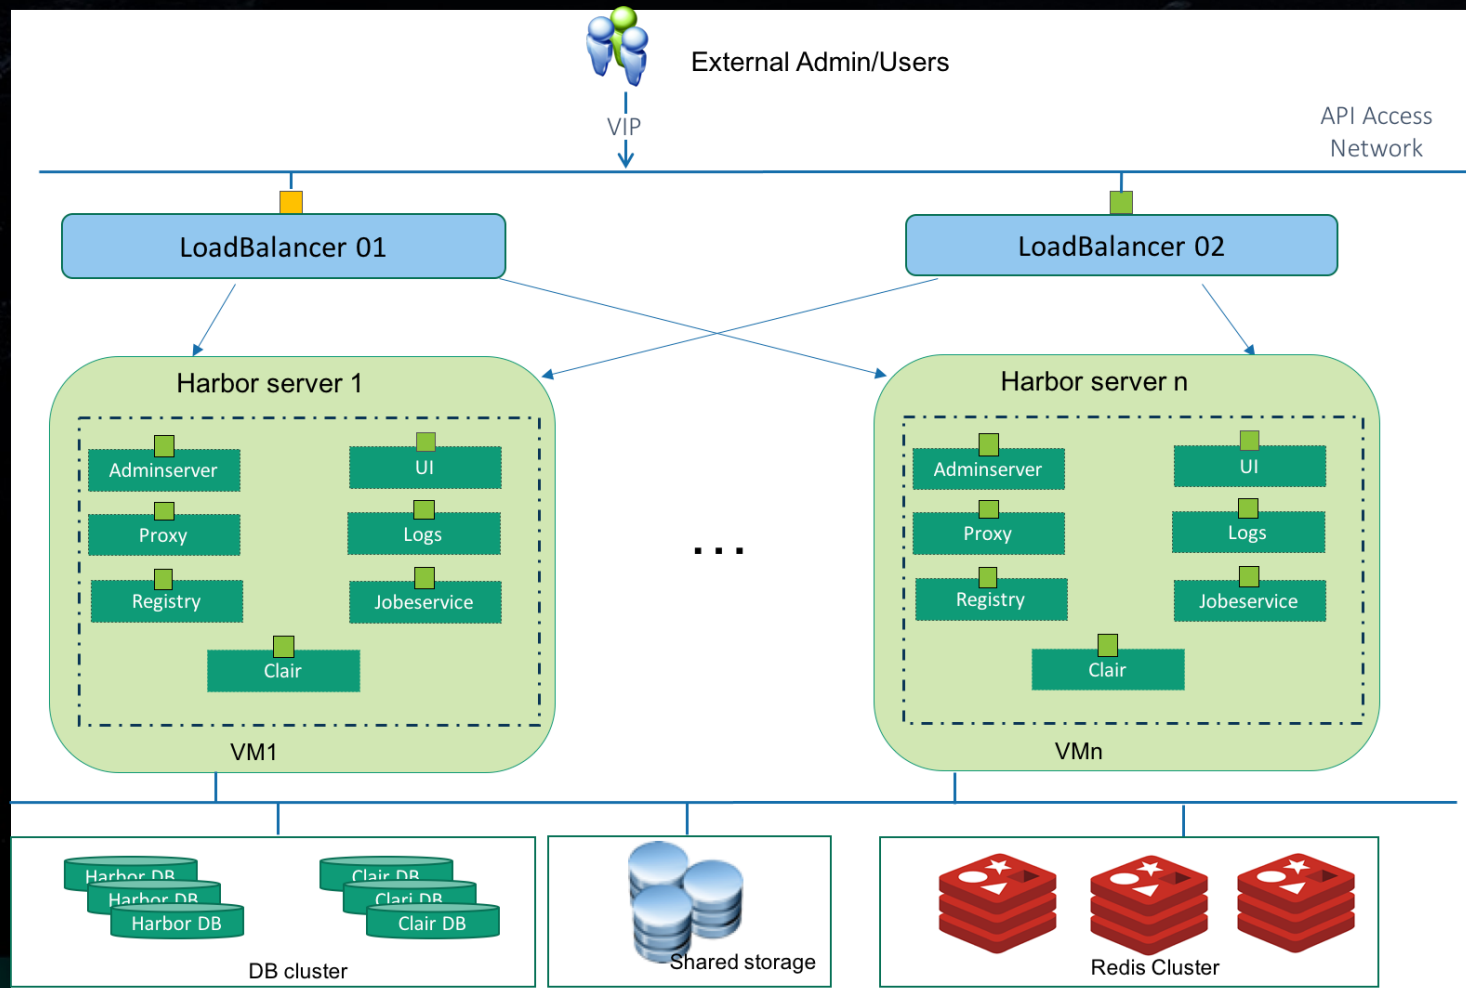 External Admin/Users
VIP
API Access
Network
LoadBalancer 01
LoadBalancer 02
Harbor server 1
Adminserver
UI
Proxy
Logs
Registry
Jobeservice
Clair
VM1
...
Harbor server n
Adminserver
UI
Proxy
Logs
Registry
Jobeservice
Clair
VMn
Harbor DB
Harbor DB
Harbor DB
Clair DB
Clari DB
Clair DB
DB cluster
Shared storage
Redis Cluster